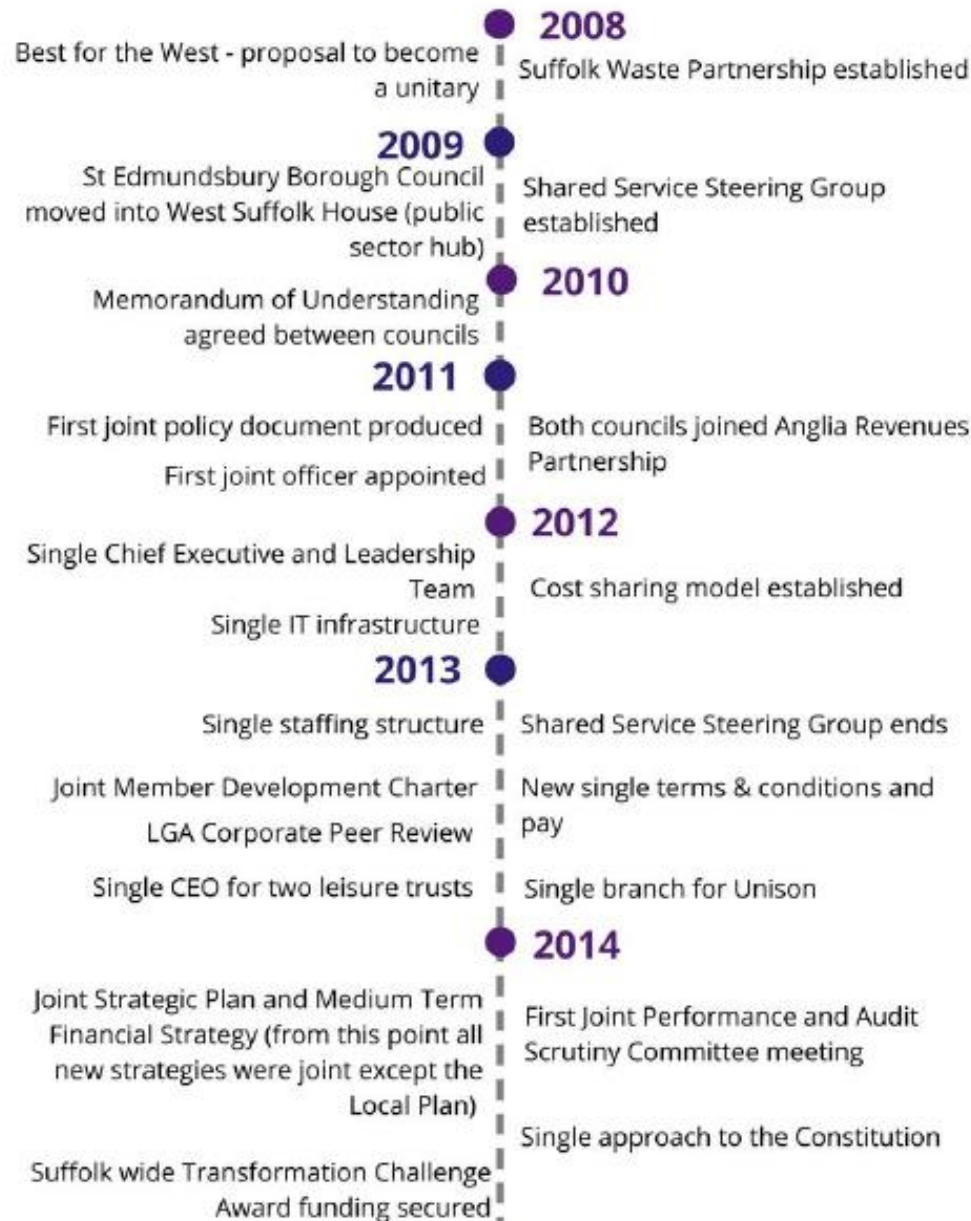 2008
Best for the West - proposal to become
a unitary
Suffolk Waste Partnership established
2009
St Edmundsbury Borough Council
moved into West Suffolk House (public
sector hub)
Shared Service Steering Group
established
2010
Memorandum of Understanding
agreed between councils
2011
First joint policy document produced
First joint officer appointed
Both councils joined Anglia Revenues
Partnership
2012
Single Chief Executive and Leadership
Team
Single IT infrastructure
Cost sharing model established
2013
Single staffing structure
Shared Service Steering Group ends
Joint Member Development Charter
LGA Corporate Peer Review
New single terms & conditions and
pay
Single CEO for two leisure trusts
Single branch for Unison
2014
Joint Strategic Plan and Medium Term
Financial Strategy (from this point all
new strategies were joint except the
Local Plan)
First Joint Performance and Audit
Scrutiny Committee meeting
Single approach to the Constitution
Suffolk wide Transformation Challenge
Award funding secured